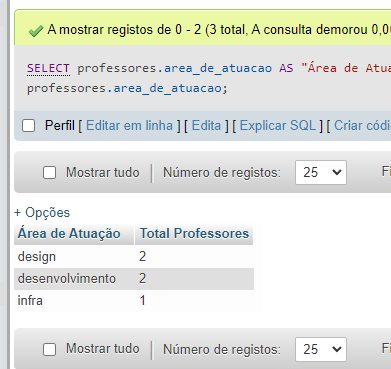 A mostrar registos de 0 - 2 (3 total, A consulta demorou 0,00
SELECT professores.area_de_atuacao AS "Área de Atua
professores.area_de_atuacao;
Perfil [ Editar em linha ] [ Edita ] [ Explicar SQL ] [ Criar códi
Mostrar tudo Número de registos: 25 Fi
+ Opções
Área de Atuação Total Professores
design 2
desenvolvimento 2
infra 1
Mostrar tudo Número de registos: 25 Fi